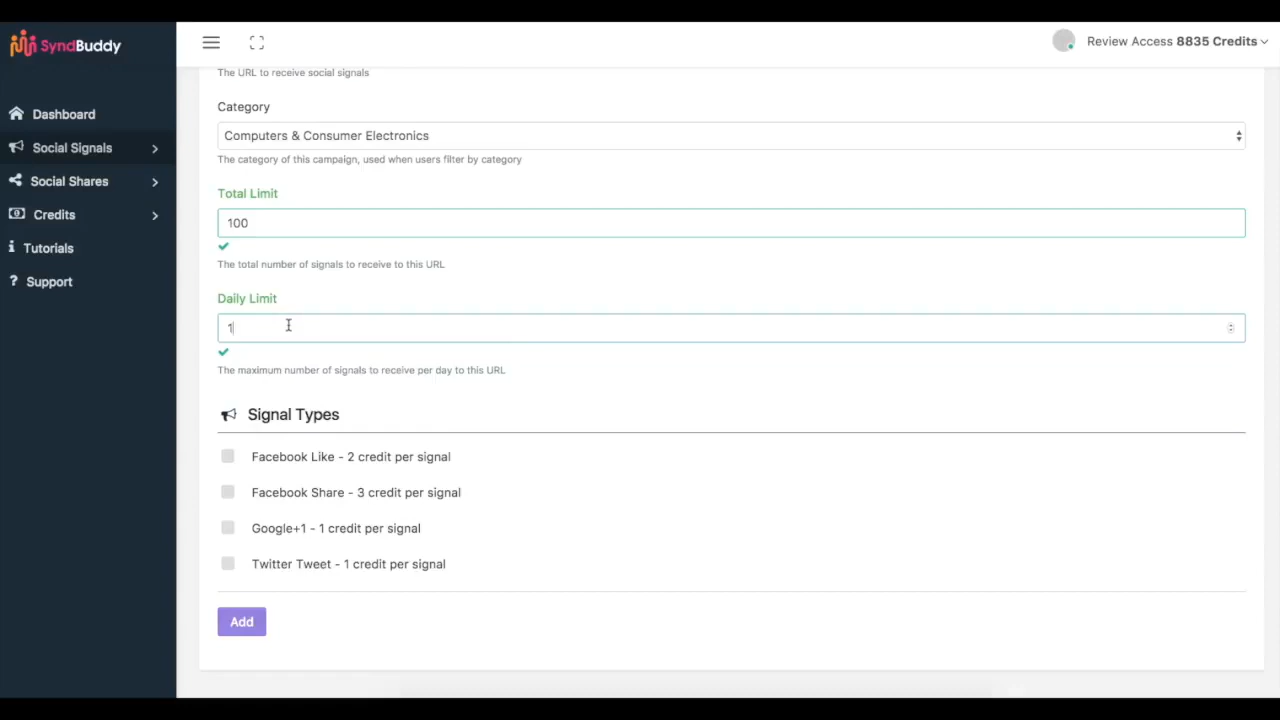 SyndBuddy
Review Access 8835 Credits
Dashboard
Social Signals
Social Shares
Credits
Tutorials
Support
The URL to receive social signals
Category
Computers & Consumer Electronics
The category of this campaign, used when users filter by category
Total Limit
100
The total number of signals to receive to this URL
Daily Limit
1
The maximum number of signals to receive per day to this URL
Signal Types
Facebook Like - 2 credit per signal
Facebook Share - 3 credit per signal
Google+1 - 1 credit per signal
Twitter Tweet - 1 credit per signal
Add